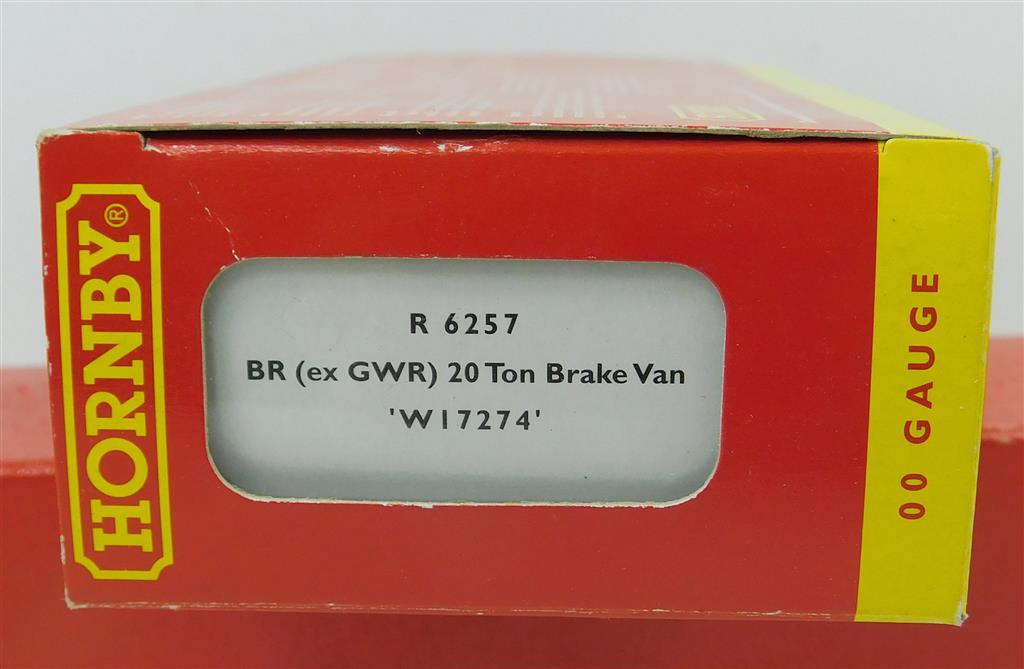 HORNBY®
R 6257
BR (ex GWR) 20 Ton Brake Van
'W17274'
00 GAUGE